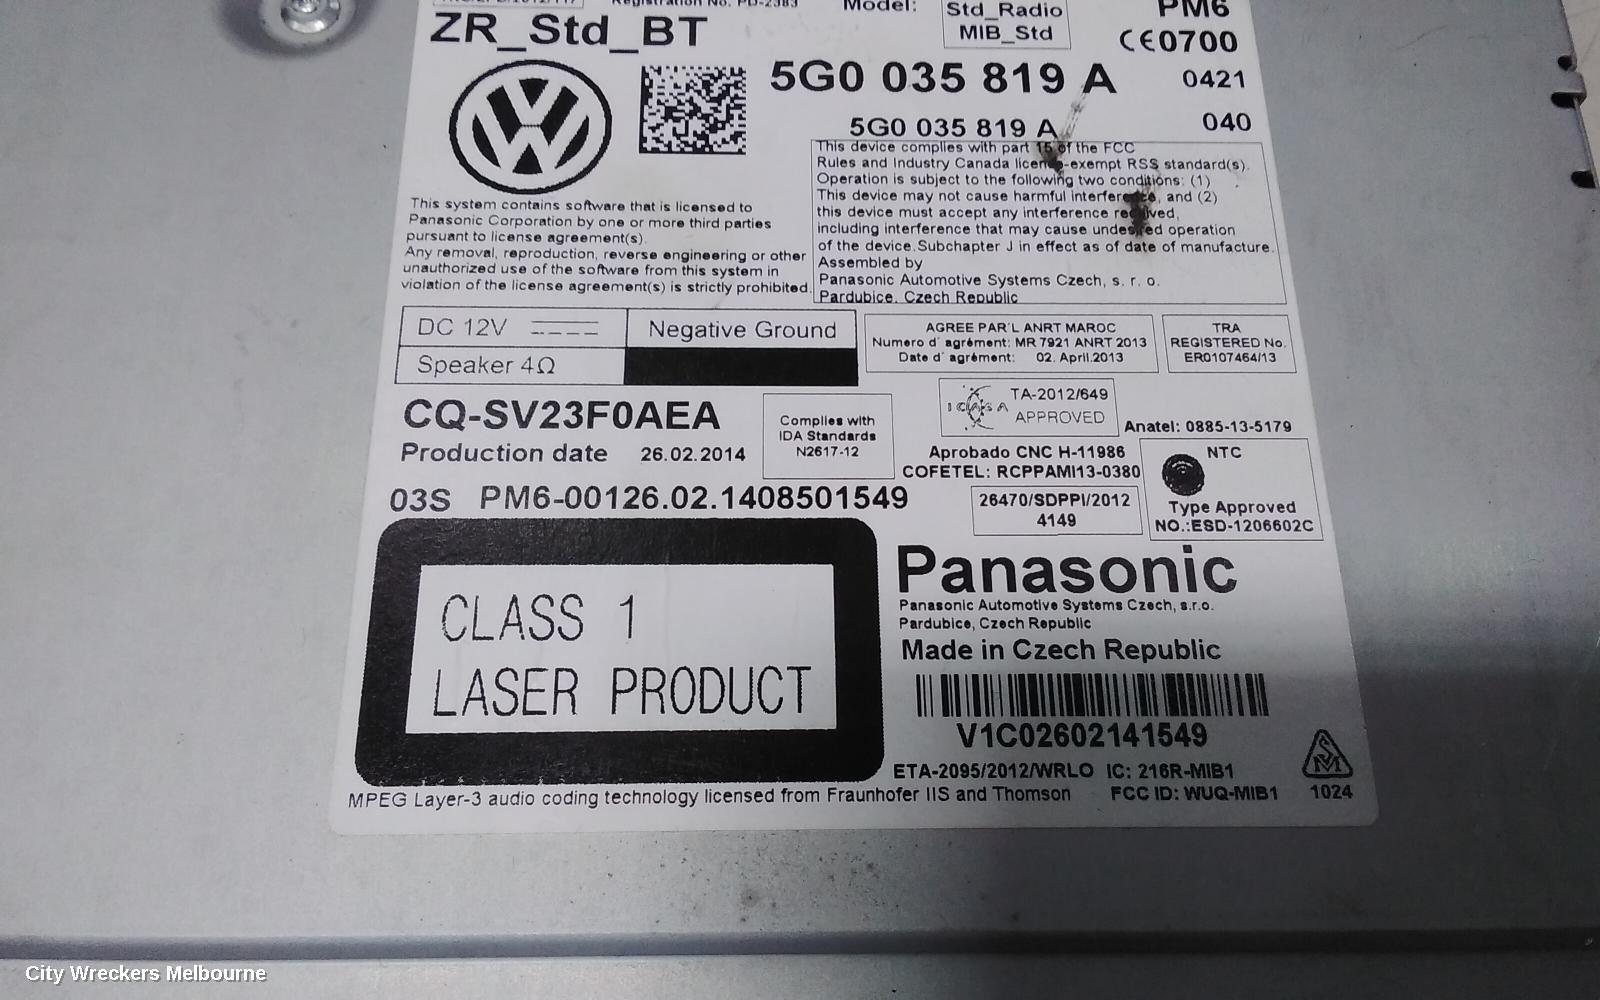 Registration No. PD-2383
Model:
Std_Radio
MIB_Std
PM6
ZR_Std_BT
CE0700
5G0 035 819 A
0421
5G0 035 819 A
040
This system contains software that is licensed to
Panasonic Corporation by one or more third parties
pursuant to license agreement(s).
Any removal, reproduction, reverse engineering or other
unauthorized use of the software from this system in
violation of the license agreement(s) is strictly prohibited.
This device complies with part 15 of the FCC
Rules and Industry Canada licence-exempt RSS standard(s).
Operation is subject to the following two conditions: (1)
This device may not cause harmful interference, and (2)
this device must accept any interference received,
including interference that may cause undesired operation
of the device.Subchapter J in effect as of date of manufacture.
Assembled by
Panasonic Automotive Systems Czech, s. r. o.
Pardubice, Czech Republic
DC 12V
Negative Ground
Speaker 4Ω
AGREE PAR'L ANRT MAROC
Numero d´ agrément: MR 7921 ANRT 2013
Date d´ agrément: 02. April.2013
TRA
REGISTERED No.
ER0107464/13
CQ-SV23F0AEA
Production date 26.02.2014
Complies with
IDA Standards
N2617-12
ICASA
TA-2012/649
APPROVED
Anatel: 0885-13-5179
Aprobado CNC H-11986
COFETEL: RCPPAMI13-0380
NTC
Type Approved
NO.:ESD-1206602C
03S PM6-00126.02.1408501549
26470/SDPPI/2012
4149
CLASS 1
LASER PRODUCT
Panasonic
Panasonic Automotive Systems Czech, s.r.o.
Pardubice, Czech Republic
Made in Czech Republic
V1C02602141549
ETA-2095/2012/WRLO IC: 216R-MIB1
MPEG Layer-3 audio coding technology licensed from Fraunhofer IIS and Thomson
FCC ID: WUQ-MIB1
1024
City Wreckers Melbourne